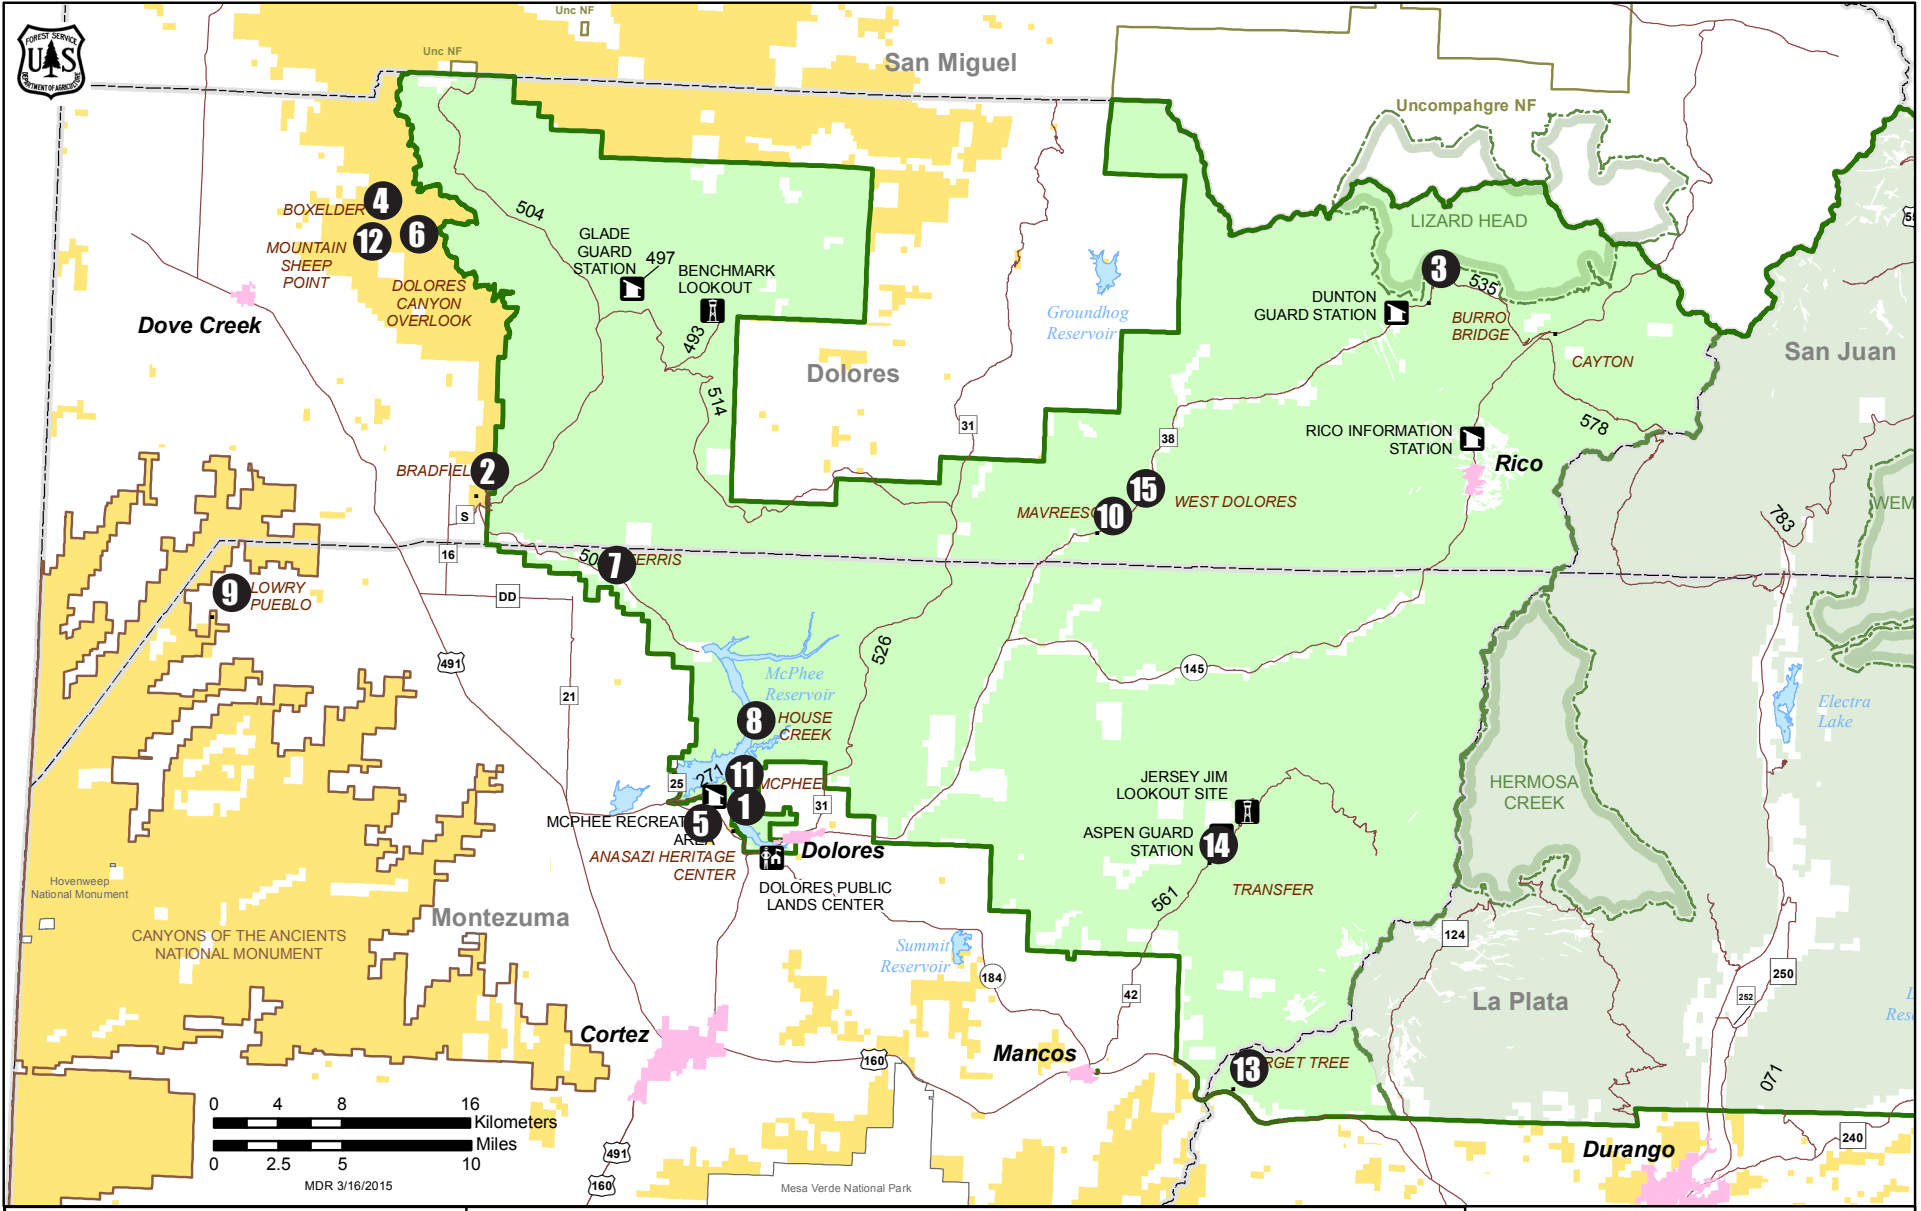 Unc NF
Unc NF
FOREST SERVICE
U S
DEPARTMENT OF AGRICULTURE
San Miguel
Uncompahgre NF
4
BOXELDER
12
6
MOUNTAIN
SHEEP
POINT
DOLORES
CANYON
OVERLOOK
504
GLADE
GUARD
STATION
497
BENCHMARK
LOOKOUT
493
514
Groundhog
Reservoir
LIZARD HEAD
3
535
DUNTON
GUARD STATION
BURRO
BRIDGE
CAYTON
San Juan
Dove Creek
Dolores
31
38
578
RICO INFORMATION
STATION
Rico
BRADFIEL
2
S
16
15
WEST DOLORES
MAVREES
10
783
WEM
50
7
ERRIS
9
LOWRY
PUEBLO
DD
491
21
526
145
McPhee
Reservoir
8
HOUSE
CREEK
Electra
Lake
25
271
11
MCPHEE
1
31
5
MCPHEE RECREAT
AREA
ANASAZI HERITAGE
CENTER
Dolores
DOLORES PUBLIC
LANDS CENTER
JERSEY JIM
LOOKOUT SITE
ASPEN GUARD
STATION
14
561
TRANSFER
HERMOSA
CREEK
Hovenweep
National Monument
CANYONS OF THE ANCIENTS
NATIONAL MONUMENT
Montezuma
Summit
Reservoir
184
42
124
250
252
La Plata
Cortez
160
Mancos
13
RGET TREE
071
0 4 8 16
Kilometers
Miles
0 2.5 5 10
MDR 3/16/2015
491
160
Mesa Verde National Park
Durango
240